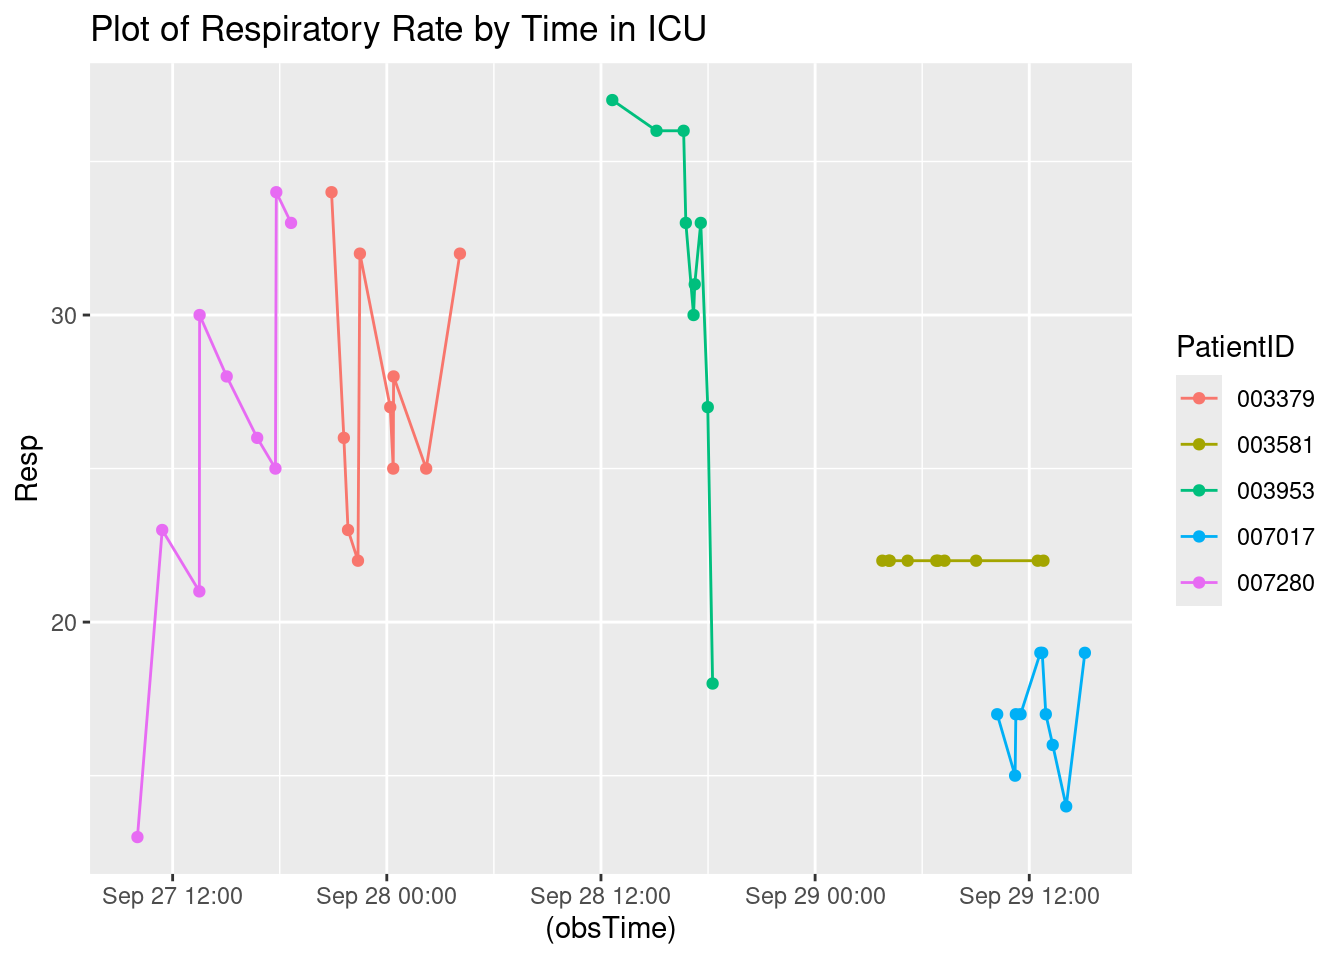 Plot of Respiratory Rate by Time in ICU
Resp
30
20
Sep 27 12:00
Sep 28 00:00
Sep 28 12:00
Sep 29 00:00
Sep 29 12:00
(obsTime)
PatientID
003379
003581
003953
007017
007280